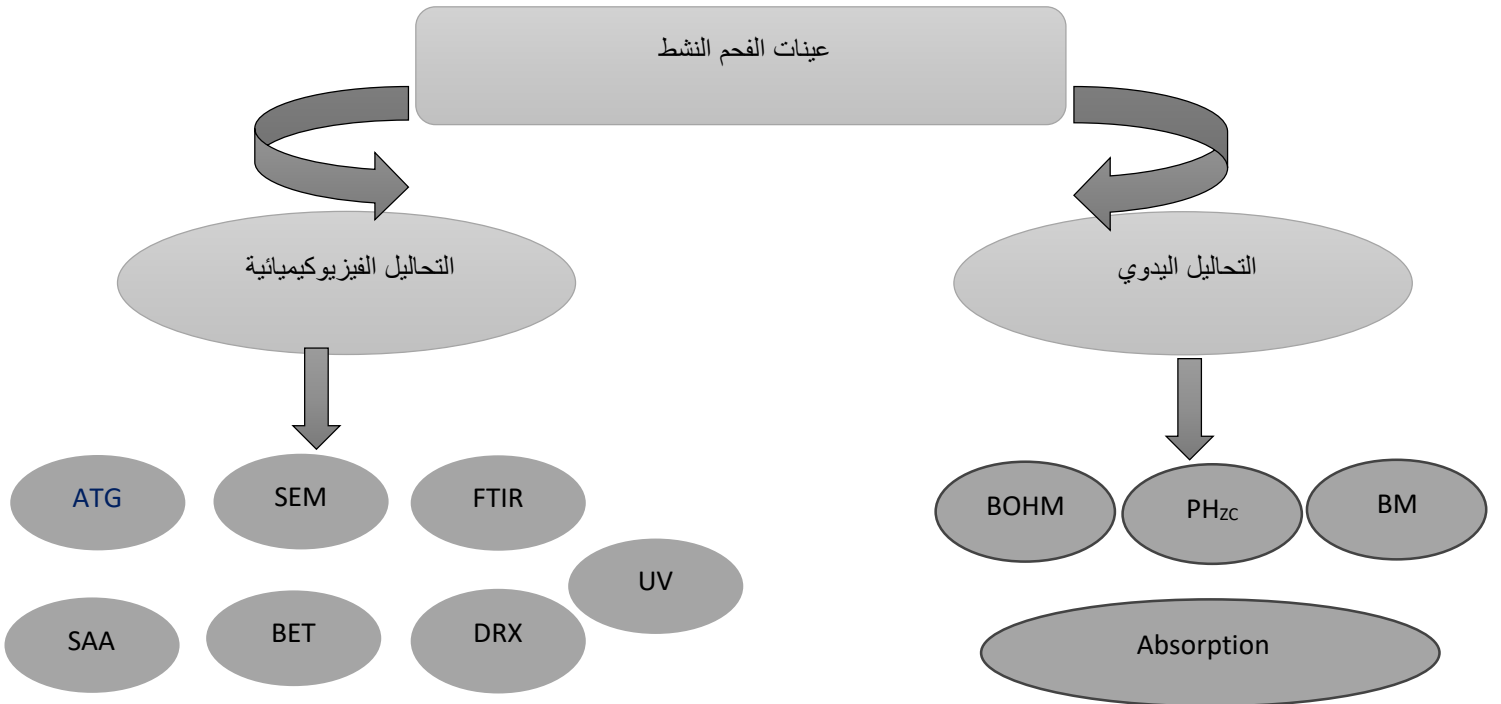 عينات الفحم النشط
التحاليل الفيزيوكيميائية
التحاليل اليدوي
ATG
SEM
FTIR
UV
SAA
BET
DRX
BOHM
PHZC
BM
Absorption